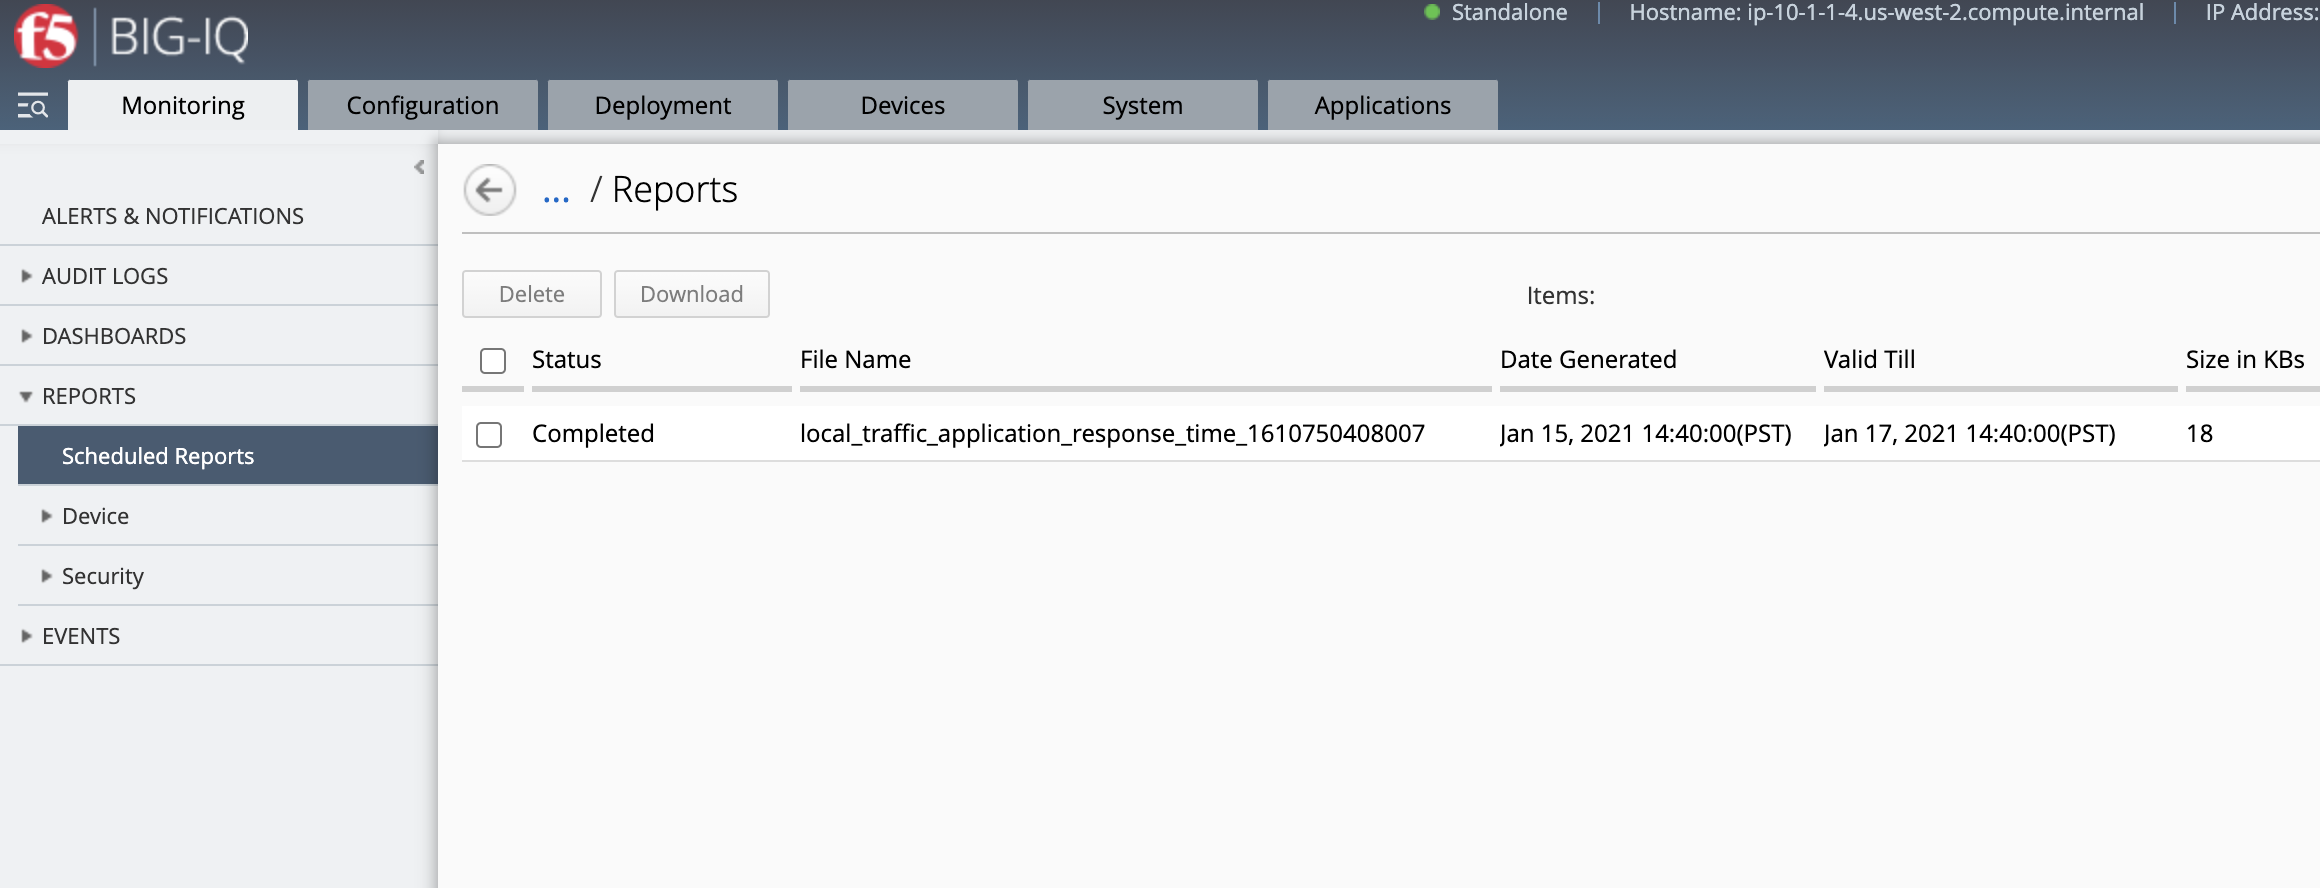 f5 BIG-IQ
Standalone Hostname: ip-10-1-1-4.us-west-2.compute.internal IP Address:
Monitoring Configuration Deployment Devices System Applications
ALERTS & NOTIFICATIONS
AUDIT LOGS
DASHBOARDS
REPORTS
Scheduled Reports
Device
Security
EVENTS
... / Reports
Delete Download Items:
Status File Name Date Generated Valid Till Size in KBs
Completed local_traffic_application_response_time_1610750408007 Jan 15, 2021 14:40:00(PST) Jan 17, 2021 14:40:00(PST) 18